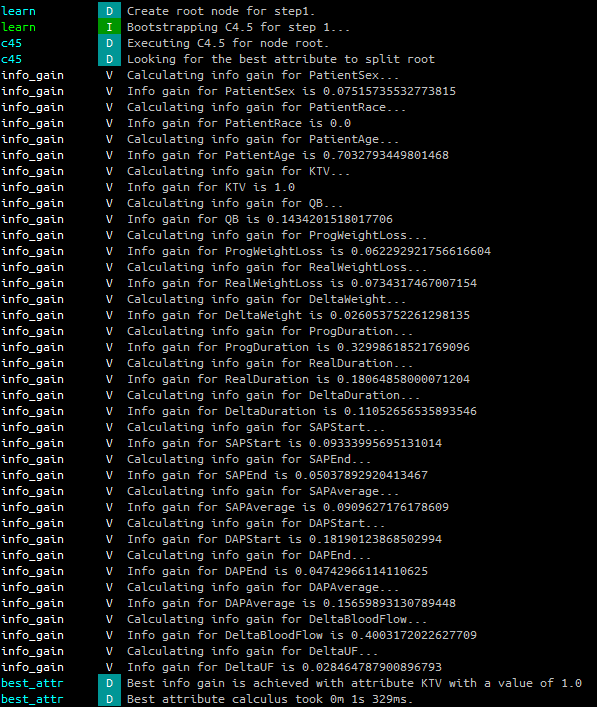 learn D Create root node for step1.
learn I Bootstrapping C4.5 for step 1...
c45 D Executing C4.5 for node root.
c45 D Looking for the best attribute to split root
info_gain V Calculating info gain for PatientSex...
info_gain V Info gain for PatientSex is 0.07515735532773815
info_gain V Calculating info gain for PatientRace...
info_gain V Info gain for PatientRace is 0.0
info_gain V Calculating info gain for PatientAge...
info_gain V Info gain for PatientAge is 0.7032793449801468
info_gain V Calculating info gain for KTV...
info_gain V Info gain for KTV is 1.0
info_gain V Calculating info gain for QB...
info_gain V Info gain for QB is 0.1434201518017706
info_gain V Calculating info gain for ProgWeightLoss...
info_gain V Info gain for ProgWeightLoss is 0.062292921756616604
info_gain V Calculating info gain for RealWeightLoss...
info_gain V Info gain for RealWeightLoss is 0.0734317467007154
info_gain V Calculating info gain for DeltaWeight...
info_gain V Info gain for DeltaWeight is 0.026053752261298135
info_gain V Calculating info gain for ProgDuration...
info_gain V Info gain for ProgDuration is 0.32998618521769096
info_gain V Calculating info gain for RealDuration...
info_gain V Info gain for RealDuration is 0.18064858000071204
info_gain V Calculating info gain for DeltaDuration...
info_gain V Info gain for DeltaDuration is 0.11052656535893546
info_gain V Calculating info gain for SAPStart...
info_gain V Info gain for SAPStart is 0.09333995695131014
info_gain V Calculating info gain for SAPEnd...
info_gain V Info gain for SAPEnd is 0.05037892920413467
info_gain V Calculating info gain for SAPAverage...
info_gain V Info gain for SAPAverage is 0.0909627176178609
info_gain V Calculating info gain for DAPStart...
info_gain V Info gain for DAPStart is 0.18190123868502994
info_gain V Calculating info gain for DAPEnd...
info_gain V Info gain for DAPEnd is 0.04742966114110625
info_gain V Calculating info gain for DAPAverage...
info_gain V Info gain for DAPAverage is 0.15659893130789448
info_gain V Calculating info gain for DeltaBloodFlow...
info_gain V Info gain for DeltaBloodFlow is 0.4003172022627709
info_gain V Calculating info gain for DeltaUF...
info_gain V Info gain for DeltaUF is 0.028464787900896793
best_attr D Best info gain is achieved with attribute KTV with a value of 1.0
best_attr D Best attribute calculus took 0m 1s 329ms.